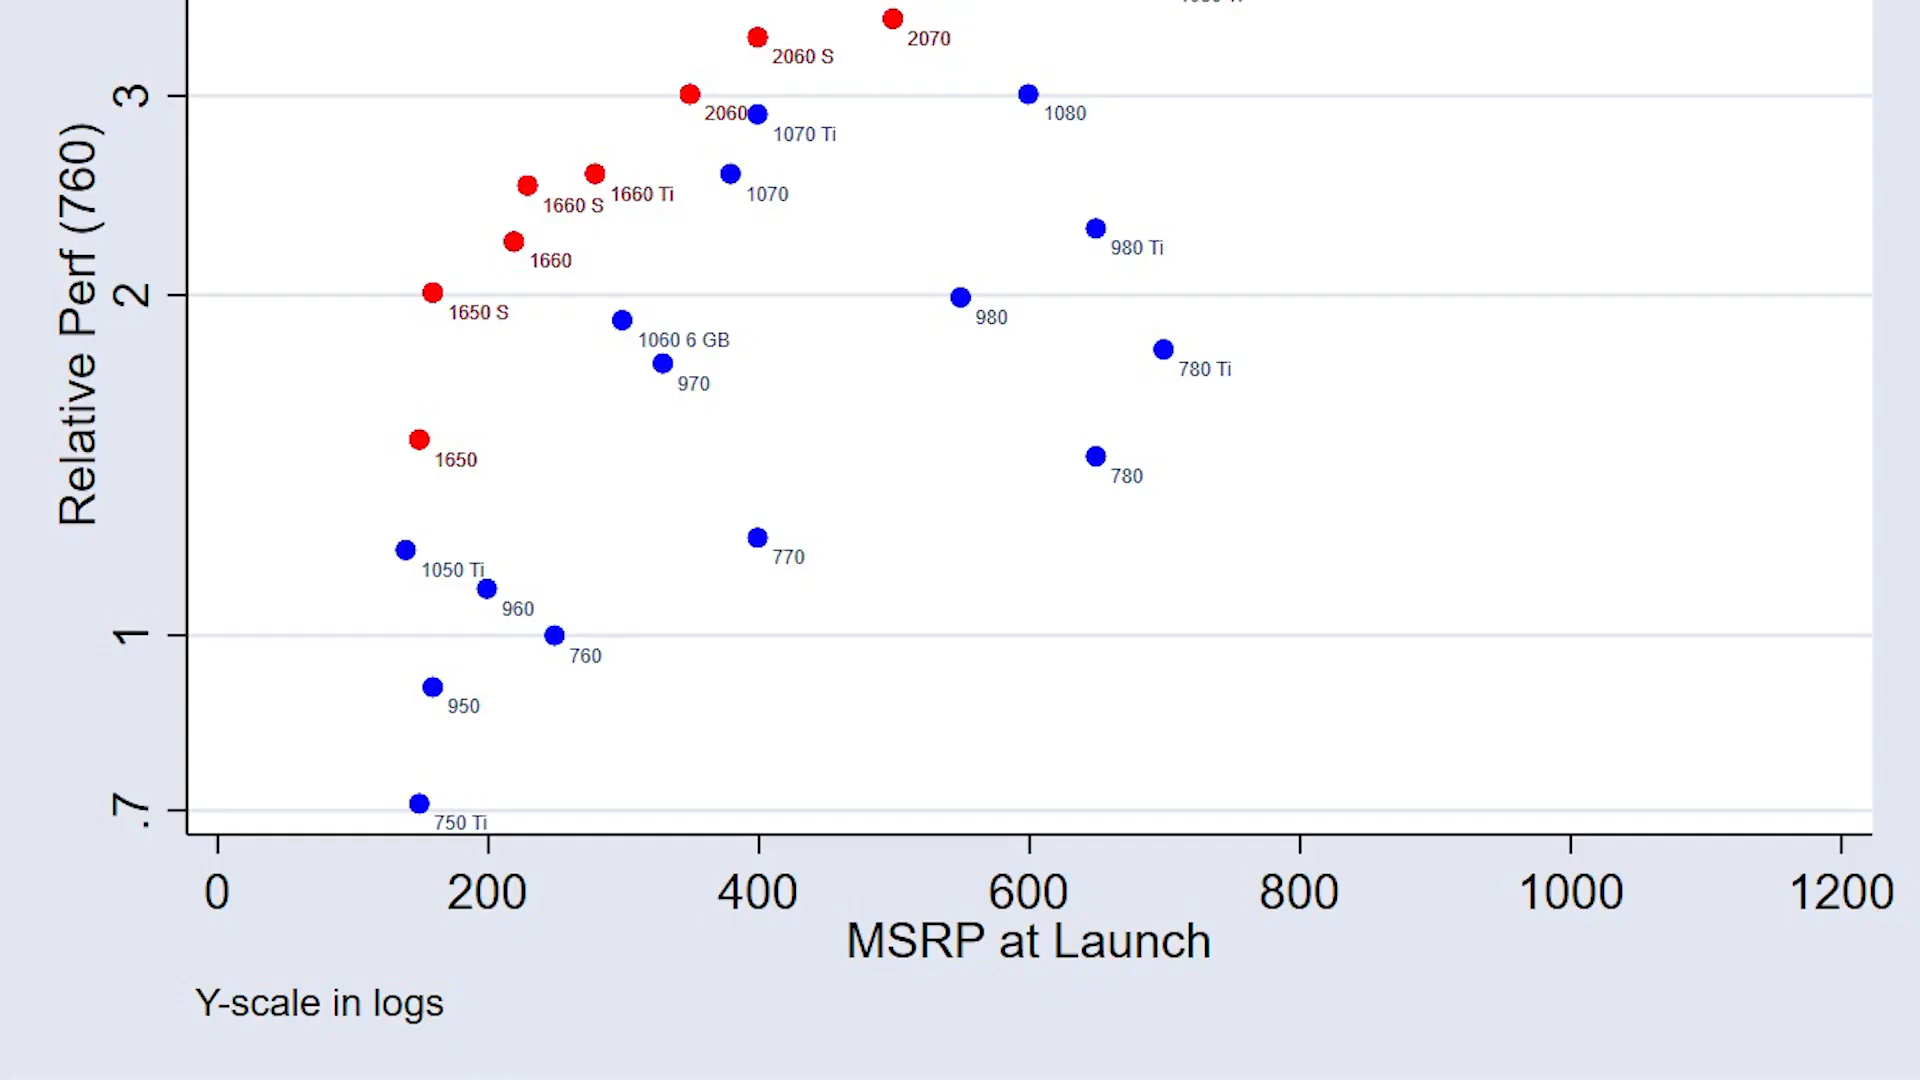 2070
2060 S
3
2060
1080
1070 Ti
1660 Ti
1070
1660 S
980 Ti
1660
2
1650 S
980
1060 6 GB
780 Ti
970
1650
780
770
1050 Ti
960
1
760
950
.7
750 Ti
Relative Perf (760)
0 200 400 600 800 1000 1200
MSRP at Launch
Y-scale in logs